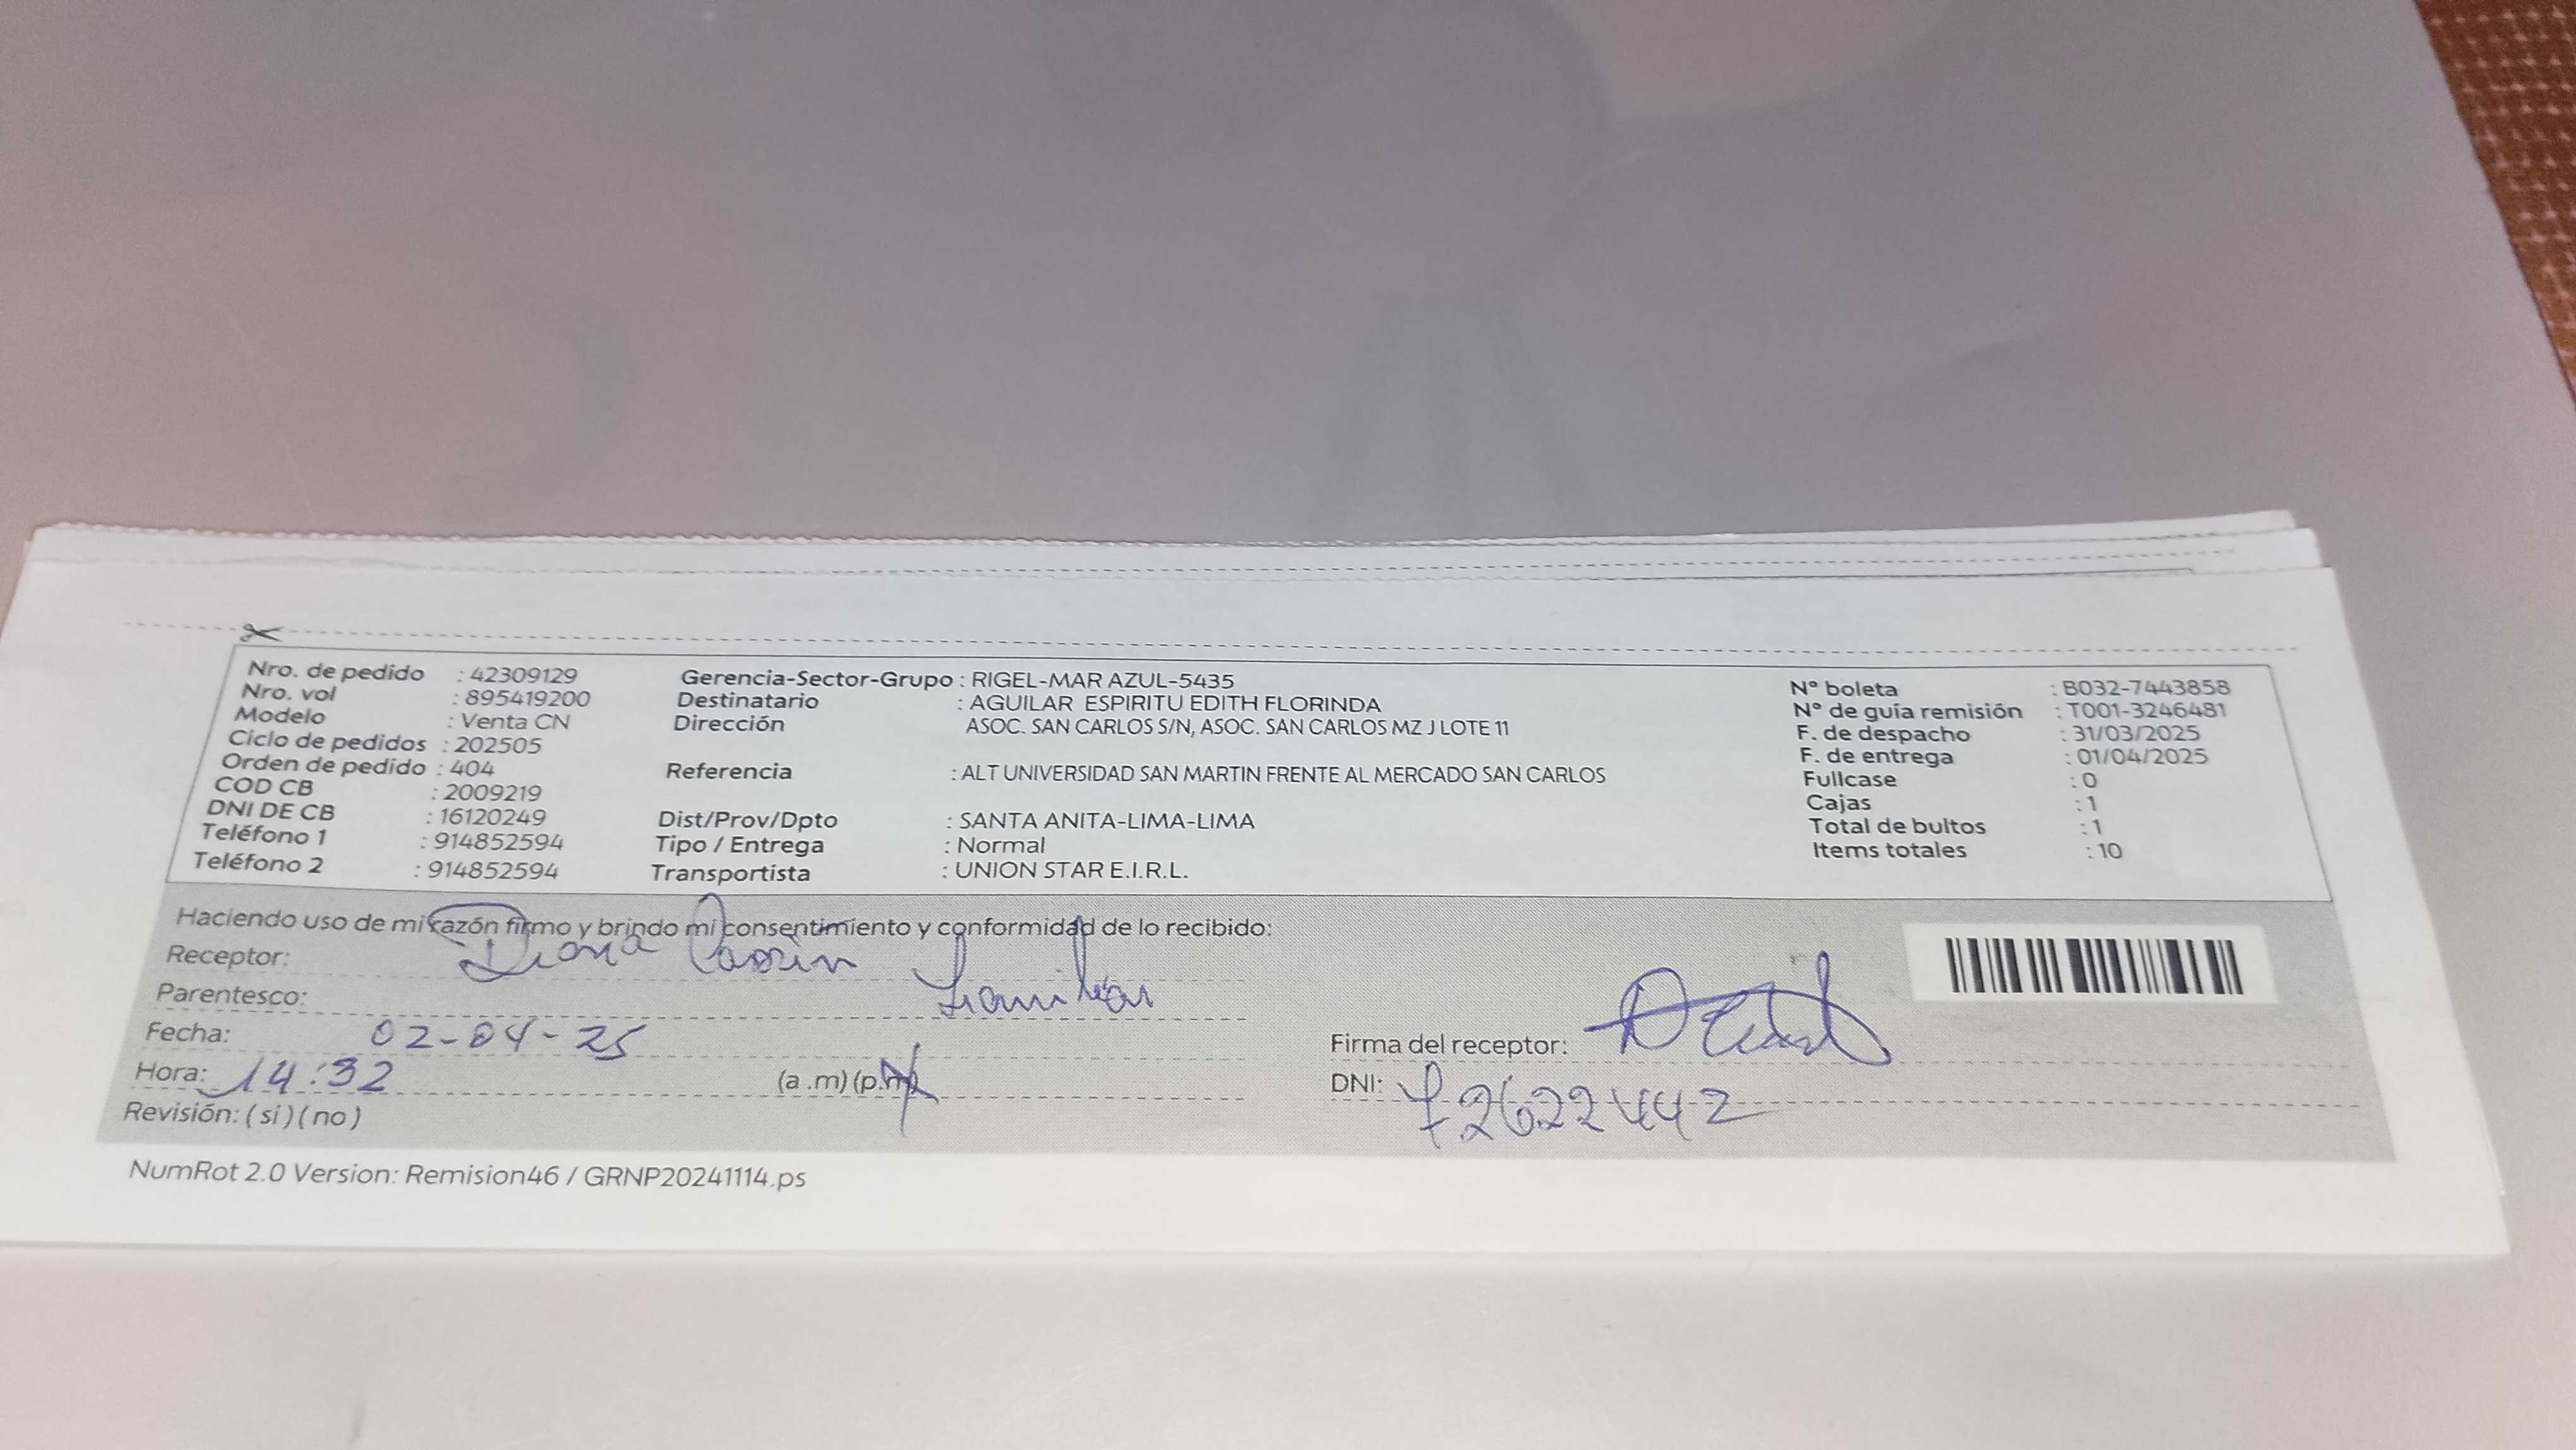 Nro. de pedido : 42309129
Nro. vol : 895419200
Modelo : Venta CN
Ciclo de pedidos : 202505
Orden de pedido : 404
COD CB : 2009219
DNI DE CB : 16120249
Teléfono 1 : 914852594
Teléfono 2 : 914852594
Gerencia-Sector-Grupo : RIGEL-MAR AZUL-5435
Destinatario : AGUILAR ESPIRITU EDITH FLORINDA
Dirección ASOC. SAN CARLOS S/N, ASOC. SAN CARLOS MZ J LOTE 11
Referencia : ALT UNIVERSIDAD SAN MARTIN FRENTE AL MERCADO SAN CARLOS
Dist/Prov/Dpto : SANTA ANITA-LIMA-LIMA
Tipo / Entrega : Normal
Transportista : UNION STAR E.I.R.L.
N° boleta : B032-7443858
N° de guía remisión : T001-3246481
F. de despacho : 31/03/2025
F. de entrega : 01/04/2025
Fullcase : 0
Cajas : 1
Total de bultos : 1
Items totales : 10
Haciendo uso de mi razón firmo y brindo mi consentimiento y conformidad de lo recibido:
Receptor: Diana
Parentesco: Familiar
Fecha: 02-04-25
Hora: 14:32 (a .m) (p.m)
Revisión: ( si ) ( no )
Firma del receptor:
DNI: 72622442
NumRot 2.0 Version: Remision46 / GRNP20241114.ps